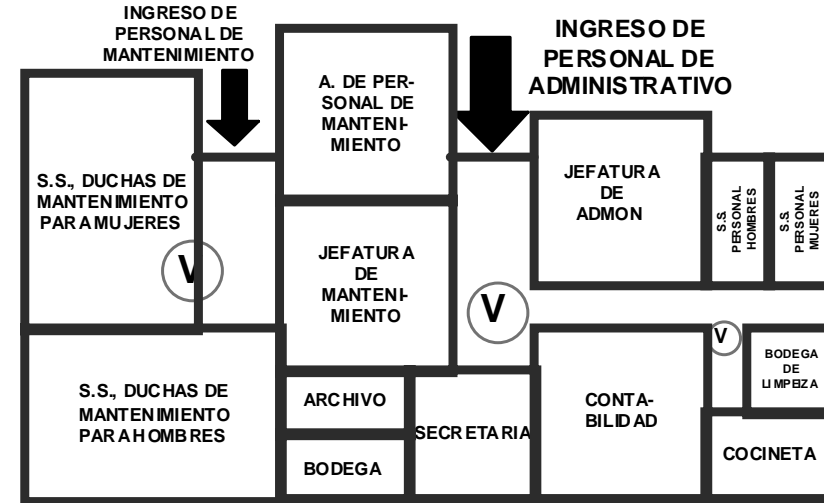 INGRESO DE
PERSONAL DE
MANTENIMIENTO
INGRESO DE
PERSONAL DE
ADMINISTRATIVO
A. DE PER-
SONAL DE
MANTENI-
MIENTO
S.S., DUCHAS DE
MANTENIMIENTO
PARA MUJERES
JEFATURA
DE
ADMON
S.S.
PERSONAL
HOMBRES
S.S.
PERSONAL
MUJERES
JEFATURA
DE
MANTENI-
MIENTO
V
V
V
BODEGA
DE
LIMPIEZA
S.S., DUCHAS DE
MANTENIMIENTO
PARA HOMBRES
ARCHIVO
SECRETARIA
CONTA-
BILIDAD
BODEGA
COCINETA